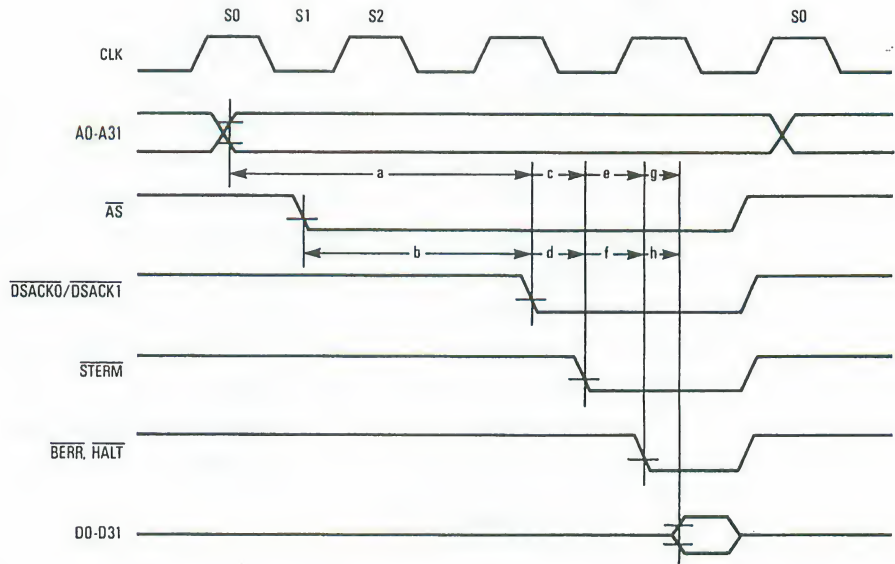 S0 S1 S2 S0
CLK
A0-A31
a c e g
AS
b d f h
DSACK0/DSACK1
STERM
BERR, HALT
D0-D31